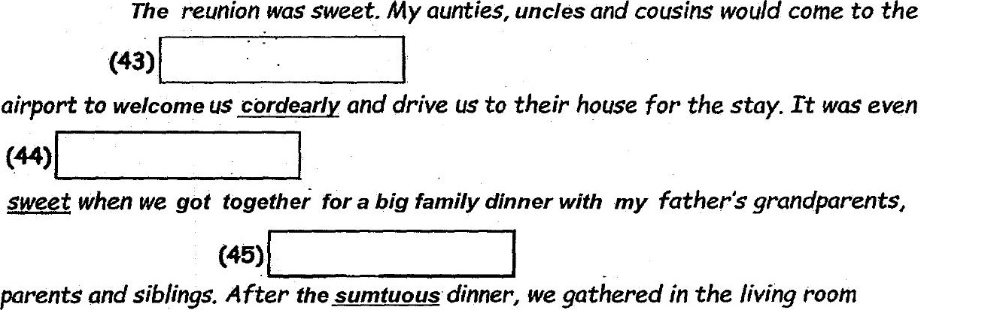 The reunion was sweet. My aunties, uncles and cousins would come to the
(43)
airport to welcome us cordearly and drive us to their house for the stay. It was even
(44)
sweet when we got together for a big family dinner with my father's grandparents,
(45)
parents and siblings. After the sumtuous dinner, we gathered in the living room